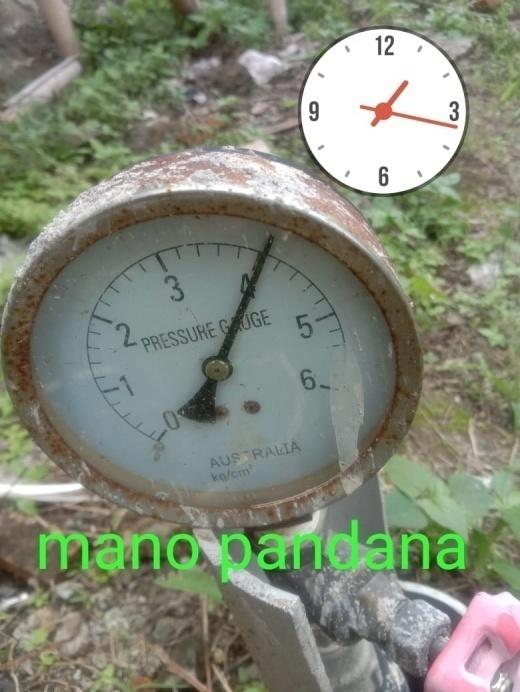 12
9 3
6
3 4
2 5
PRESSURE GAUGE
1 6
0
AUSTRALIA
kg/cm²
mano pandana